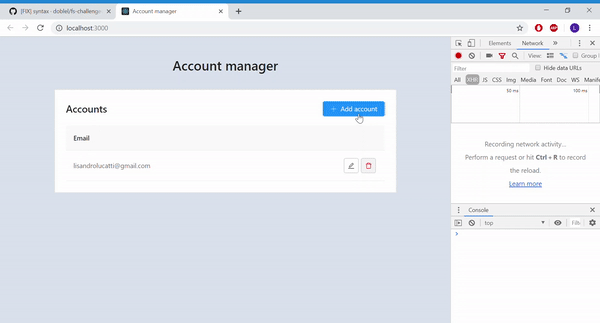 [FIX] syntax - doblel/fs-challeng
Account manager
localhost:3000
L
Account manager
Accounts
+ Add account
Email
lisandrolucatti@gmail.com
Elements Network »
View: Group
Filter Hide data URLs
All XHR JS CSS Img Media Font Doc WS Manifes
50 ms 100 ms
Recording network activity...
Perform a request or hit Ctrl + R to record
the reload.
Learn more
Console
top Filt